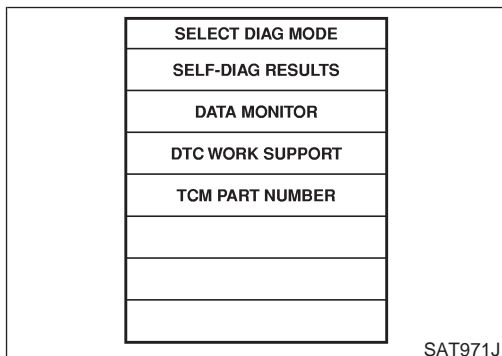 SELECT DIAG MODE
SELF-DIAG RESULTS
DATA MONITOR
DTC WORK SUPPORT
TCM PART NUMBER
SAT971J